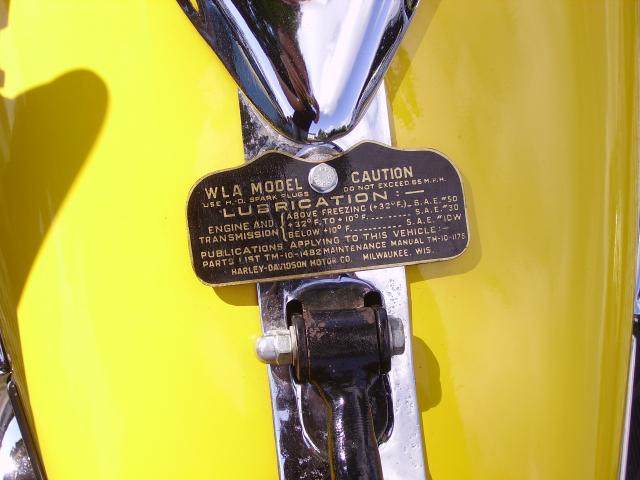 WLA MODEL CAUTION
USE H.-D. SPARK PLUGS DO NOT EXCEED 65 M.P.H.
LUBRICATION :—
ENGINE AND TRANSMISSION { ABOVE FREEZING (+32°F.)— S.A.E. #50
+32°F. TO +10°F. -------- S.A.E. #30
BELOW +10°F.----------- S.A.E. #10W
PUBLICATIONS APPLYING TO THIS VEHICLE:—
PARTS LIST TM-10-1482 MAINTENANCE MANUAL TM-10-1175
HARLEY-DAVIDSON MOTOR CO. MILWAUKEE, WIS.